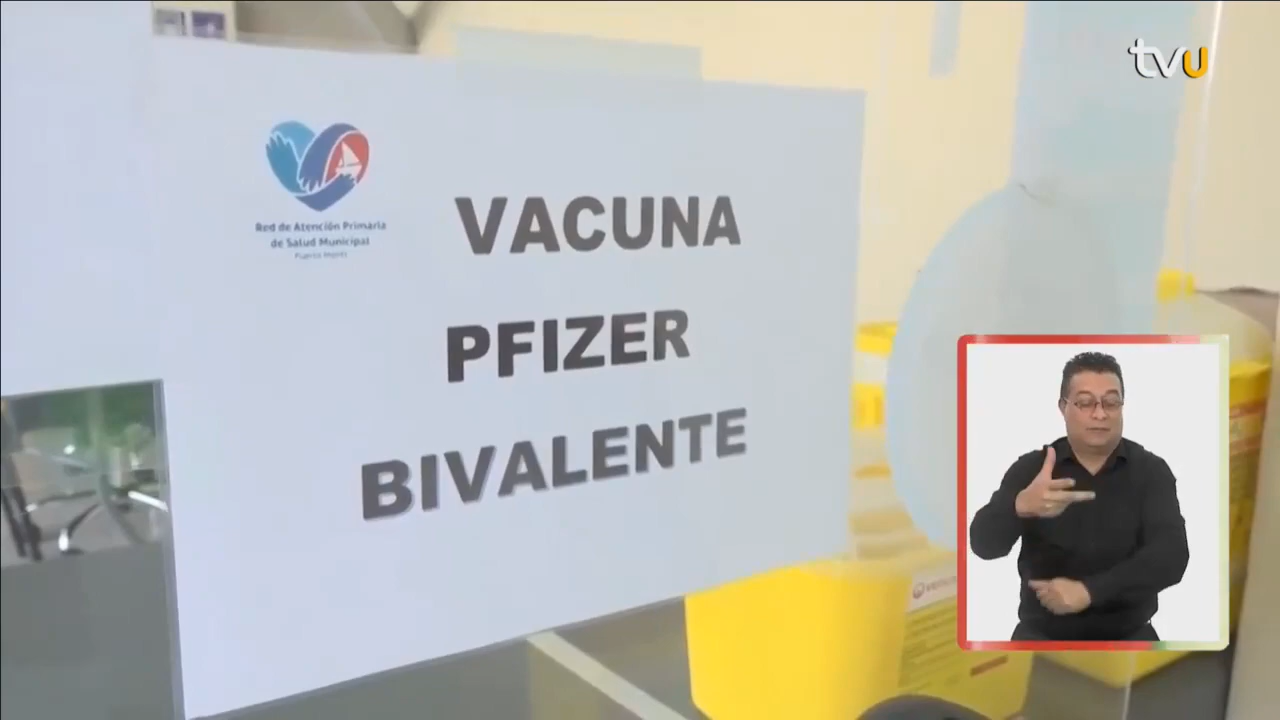 tvu
Red de Atención Primaria
de Salud Municipal
Puerto Montt
VACUNA
PFIZER
BIVALENTE